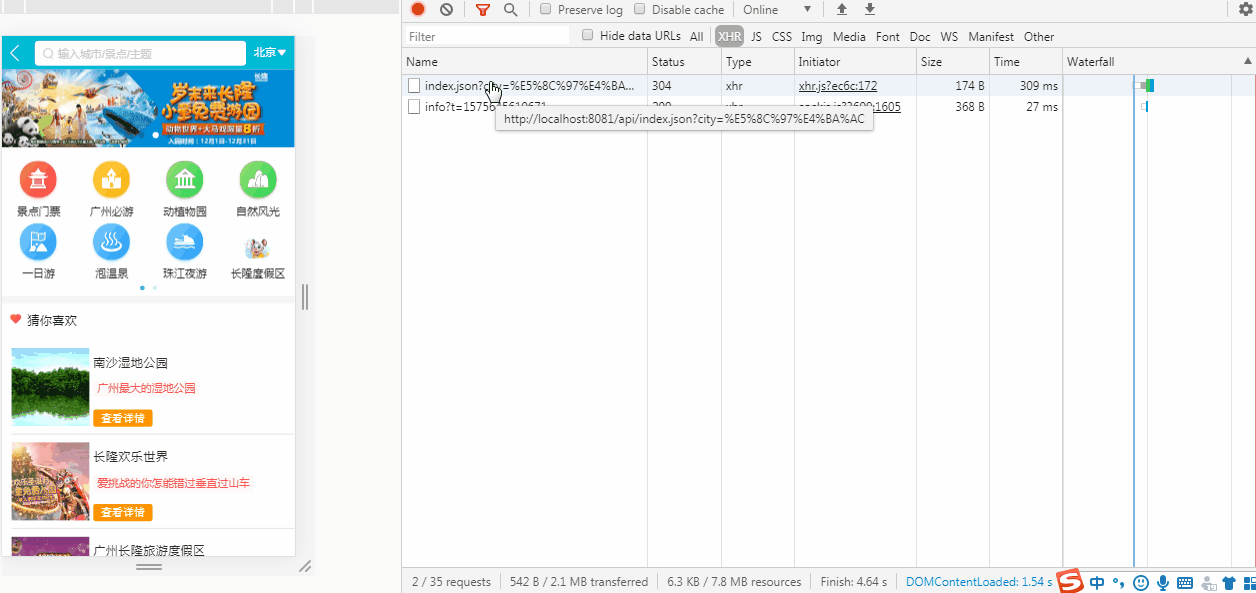 Preserve log Disable cache Online
Filter Hide data URLs All XHR JS CSS Img Media Font Doc WS Manifest Other
Name Status Type Initiator Size Time Waterfall
index.json?city=%E5%8C%97%E4%BA... 304 xhr xhr.js?ec6c:172 174 B 309 ms
368 B 27 ms
http://localhost:8081/api/index.json?city=%E5%8C%97%E4%BA%AC
2 / 35 requests 542 B / 2.1 MB transferred 6.3 KB / 7.8 MB resources Finish: 4.64 s DOMContentLoaded: 1.54 s
中
输入城市/景点/主题 北京
长隆
岁末来长隆
小童免费游园
动物世界+大马戏限量8折
入园时间：12月1日-12月31日
景点门票 广州必游 动植物园 自然风光
一日游 泡温泉 珠江夜游 长隆度假区
猜你喜欢
南沙湿地公园
广州最大的湿地公园
查看详情
长隆欢乐世界
爱挑战的你怎能错过垂直过山车
查看详情
广州长隆旅游度假区